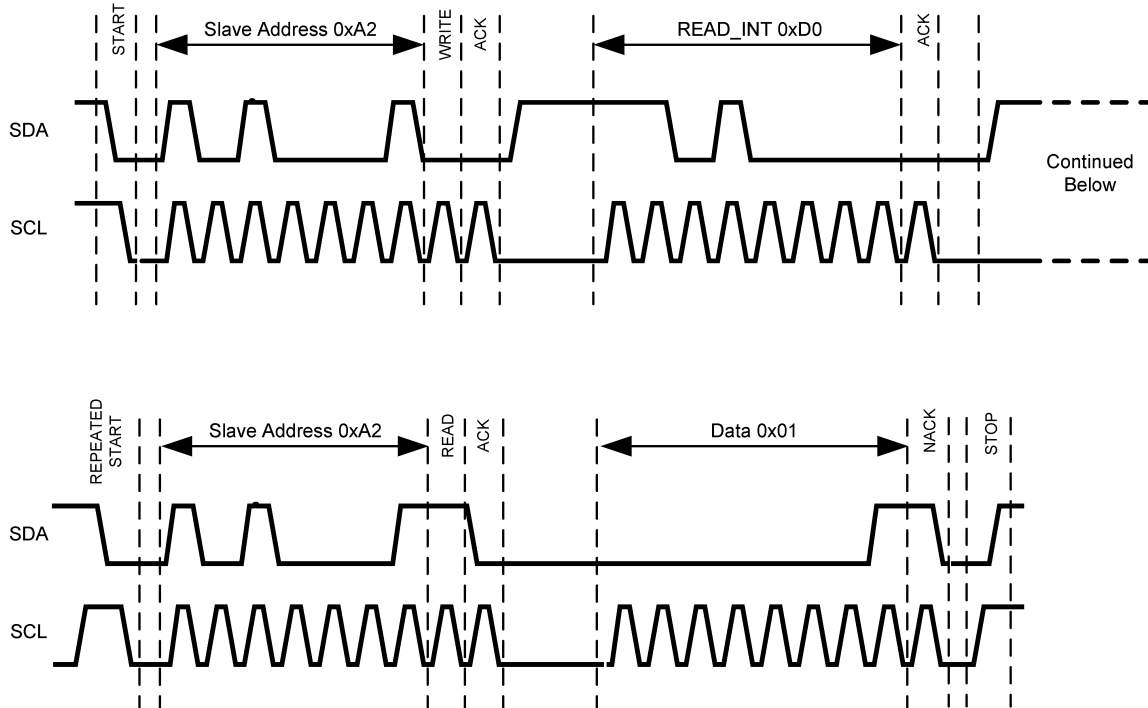 START
Slave Address 0xA2
WRITE
ACK
READ_INT 0xD0
ACK
SDA
SCL
Continued
Below
REPEATED
START
Slave Address 0xA2
READ
ACK
Data 0x01
NACK
STOP
SDA
SCL